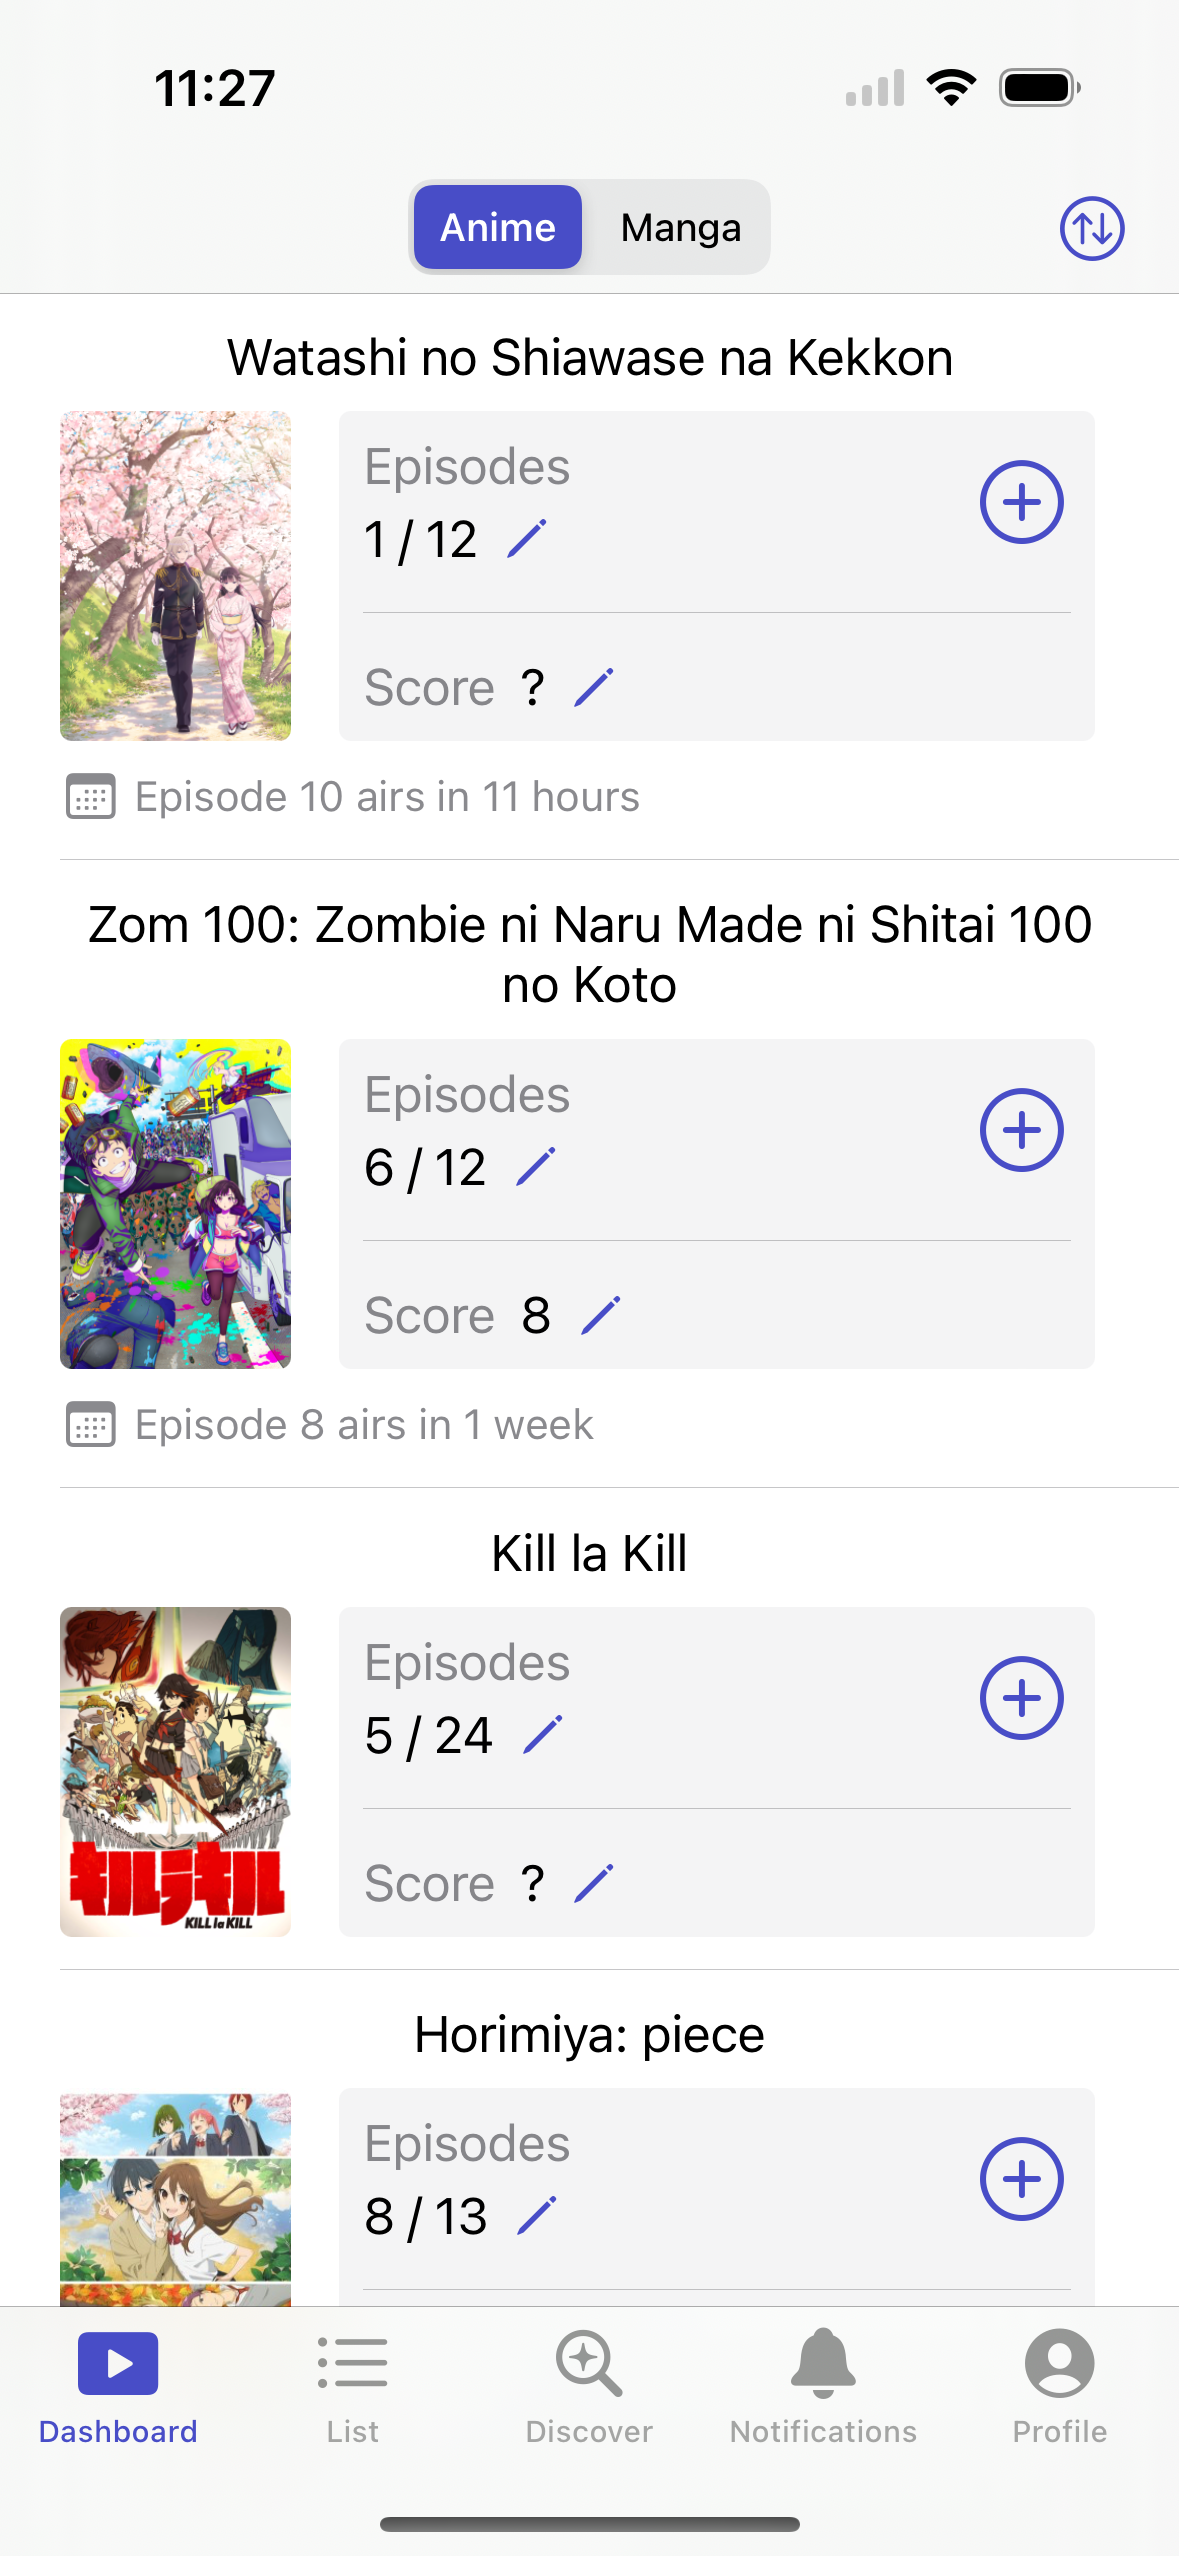 11:27
Anime
Manga
Watashi no Shiawase na Kekkon
Episodes
1 / 12
Score ?
Episode 10 airs in 11 hours
Zom 100: Zombie ni Naru Made ni Shitai 100
no Koto
Episodes
6 / 12
Score 8
Episode 8 airs in 1 week
Kill la Kill
Episodes
5 / 24
キルラキル
KILL la KILL
Score ?
Horimiya: piece
Episodes
8 / 13
Dashboard
List
Discover
Notifications
Profile